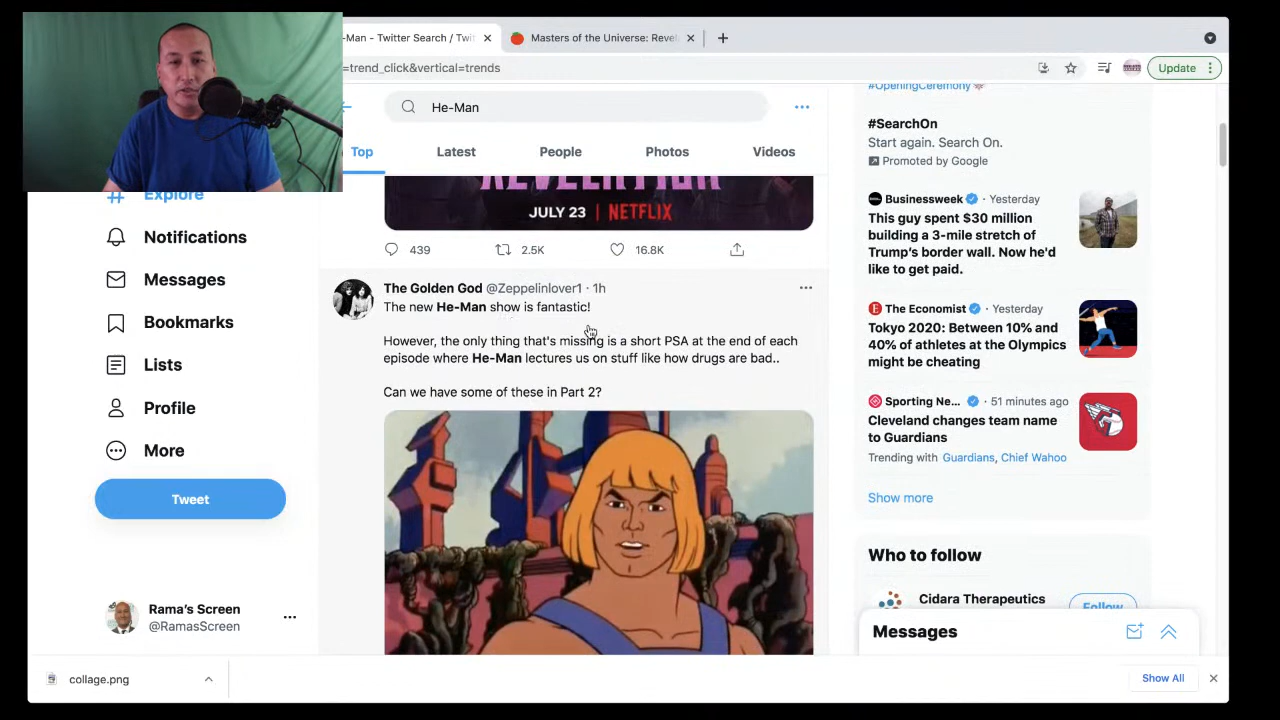 -Man - Twitter Search / Twit
Masters of the Universe: Revel
=trend_click&vertical=trends
Update
He-Man
Top
Latest
People
Photos
Videos
Explore
Notifications
Messages
Bookmarks
Lists
Profile
More
Tweet
Rama's Screen
@RamasScreen
REVELATION
JULY 23 | NETFLIX
439
2.5K
16.8K
The Golden God @Zeppelinlover1 · 1h
The new He-Man show is fantastic!
However, the only thing that's missing is a short PSA at the end of each
episode where He-Man lectures us on stuff like how drugs are bad..
Can we have some of these in Part 2?
#OpeningCeremony
#SearchOn
Start again. Search On.
Promoted by Google
Businessweek · Yesterday
This guy spent $30 million
building a 3-mile stretch of
Trump's border wall. Now he'd
like to get paid.
The Economist · Yesterday
Tokyo 2020: Between 10% and
40% of athletes at the Olympics
might be cheating
Sporting Ne... · 51 minutes ago
Cleveland changes team name
to Guardians
Trending with Guardians, Chief Wahoo
Show more
Who to follow
Cidara Therapeutics
Follow
Messages
collage.png
Show All